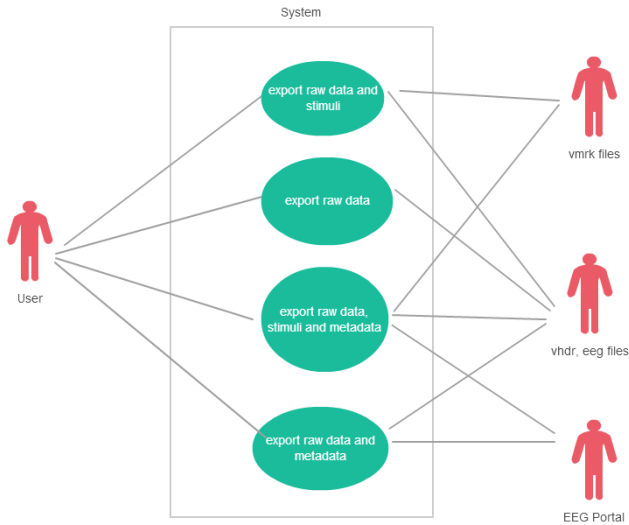 System
export raw data and
stimuli
vmrk files
export raw data
User
export raw data,
stimuli and metadata
vhdr, eeg files
export raw data and
metadata
EEG Portal